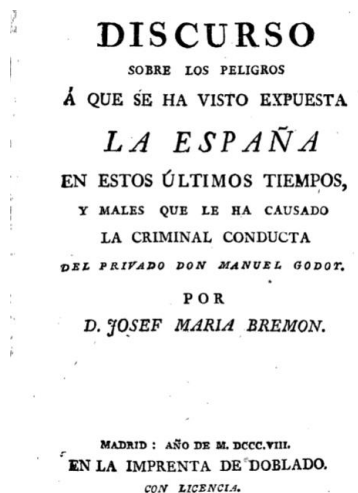 DISCURSO
SOBRE LOS PELIGROS
Á QUE SE HA VISTO EXPUESTA
LA ESPAÑA
EN ESTOS ÚLTIMOS TIEMPOS,
Y MALES QUE LE HA CAUSADO
LA CRIMINAL CONDUCTA
DEL PRIVADO DON MANUEL GODOY.
POR
D. JOSEF MARIA BREMON.
MADRID: AÑO DE M. DCCC.VIII.
EN LA IMPRENTA DE DOBLADO.
CON LICENCIA.